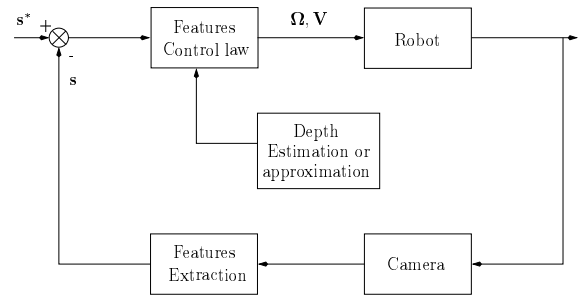 s*
+
-
s
Features
Control law
Ω, V
Robot
Depth
Estimation or
approximation
Features
Extraction
Camera